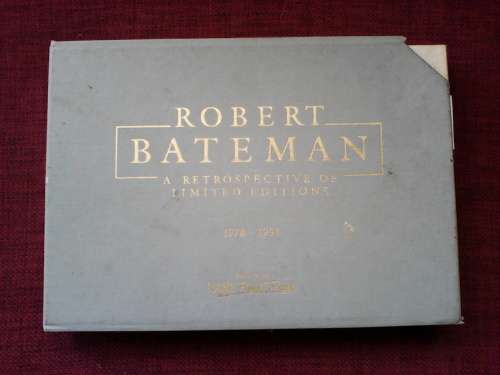 ROBERT
BATEMAN
A RETROSPECTIVE OF
LIMITED EDITIONS